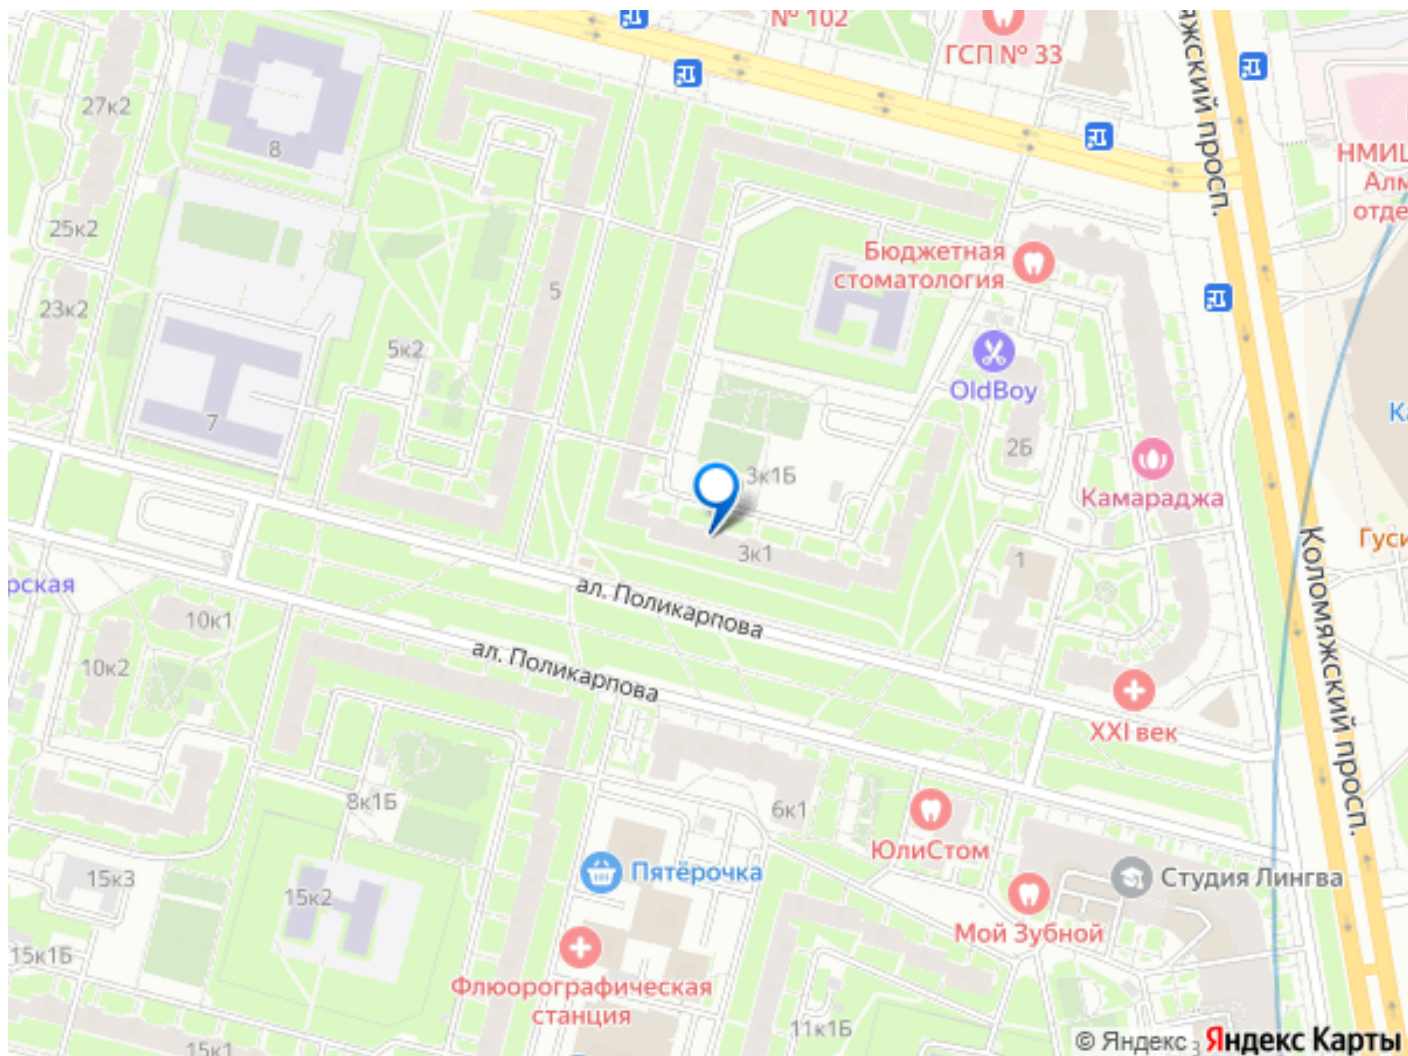 № 102
ГСП № 33
яжский просп.
27к2
8
НМИЦ
Алм
отде
25к2
Бюджетная
стоматология
5
23к2
5к2
OldBoy
7
2Б
3к1Б
Камараджа
Гуси
3к1
1
Коломяжский просп.
рская
ал. Поликарпова
10к1
ал. Поликарпова
10к2
XXI век
8к1Б
6к1
ЮлиСтом
Пятёрочка
Студия Лингва
15к3
15к2
Мой Зубной
15к1Б
Флюорографическая
станция
11к1Б
15к1
© Яндекс
Яндекс Карты